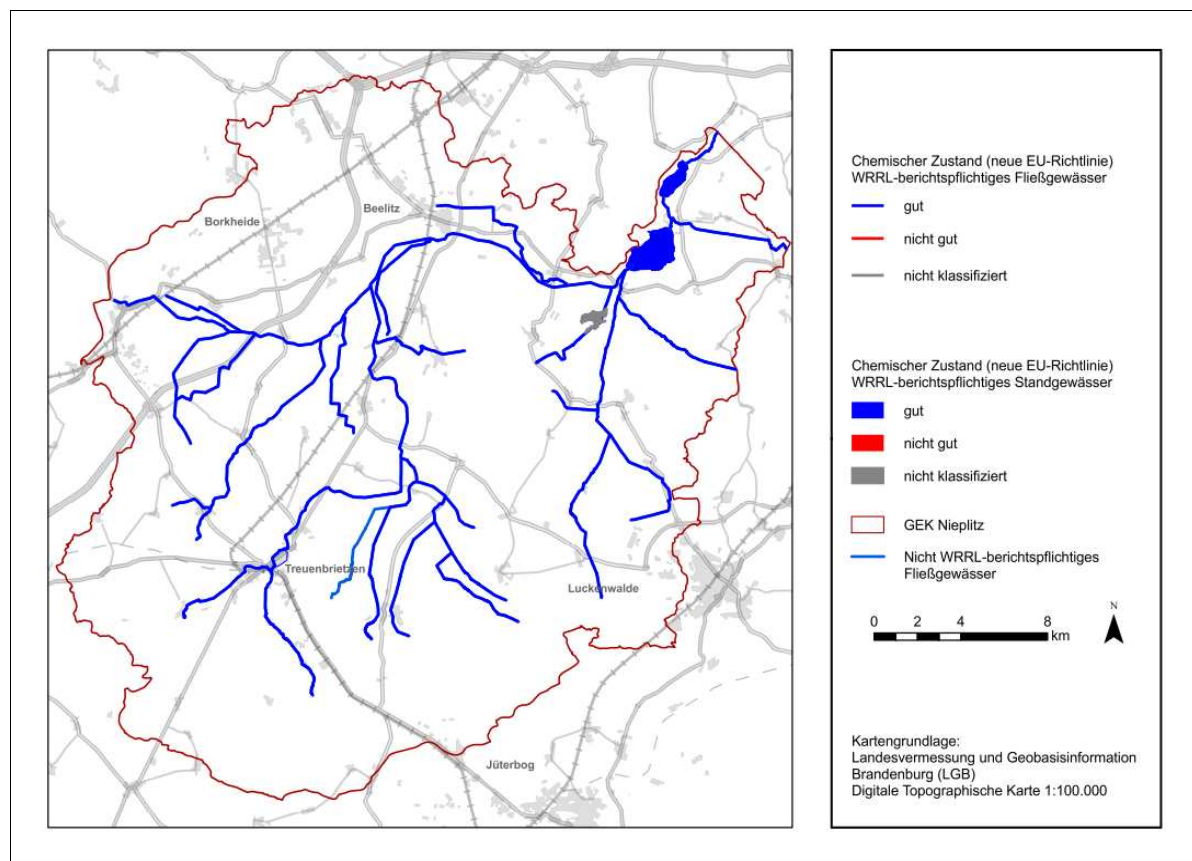 Borkheide
Beelitz
Treuenbrietzen
Luckenwalde
Jüterbog
Chemischer Zustand (neue EU-Richtlinie)
WRRL-berichtspflichtiges Fließgewässer
gut
nicht gut
nicht klassifiziert
Chemischer Zustand (neue EU-Richtlinie)
WRRL-berichtspflichtiges Standgewässer
gut
nicht gut
nicht klassifiziert
GEK Nieplitz
Nicht WRRL-berichtspflichtiges
Fließgewässer
N
0 2 4 8
km
Kartengrundlage:
Landesvermessung und Geobasisinformation
Brandenburg (LGB)
Digitale Topographische Karte 1:100.000